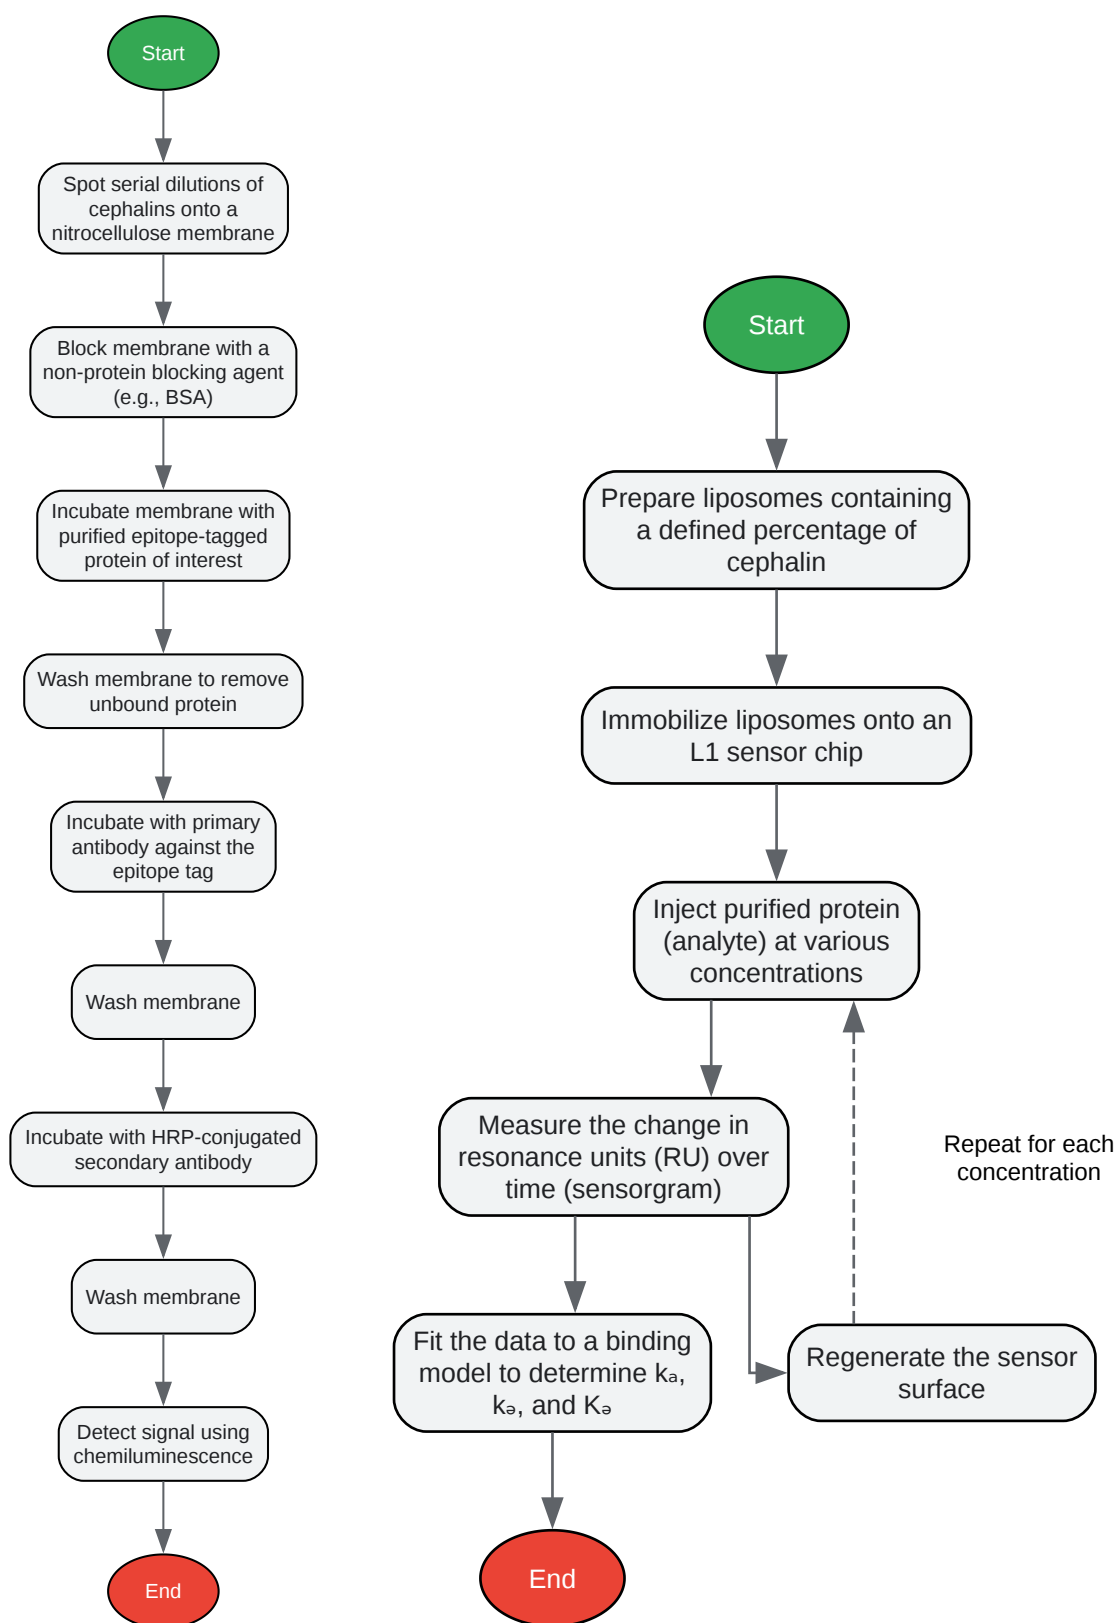 Start
Spot serial dilutions of
cephalins onto a
nitrocellulose membrane
Block membrane with a
non-protein blocking agent
(e.g., BSA)
Incubate membrane with
purified epitope-tagged
protein of interest
Wash membrane to remove
unbound protein
Incubate with primary
antibody against the
epitope tag
Wash membrane
Incubate with HRP-conjugated
secondary antibody
Wash membrane
Detect signal using
chemiluminescence
End
Start
Prepare liposomes containing
a defined percentage of
cephalin
Immobilize liposomes onto an
L1 sensor chip
Inject purified protein
(analyte) at various
concentrations
Measure the change in
resonance units (RU) over
time (sensorgram)
Repeat for each
concentration
Fit the data to a binding
model to determine kₐ,
kₔ, and Kₔ
Regenerate the sensor
surface
End